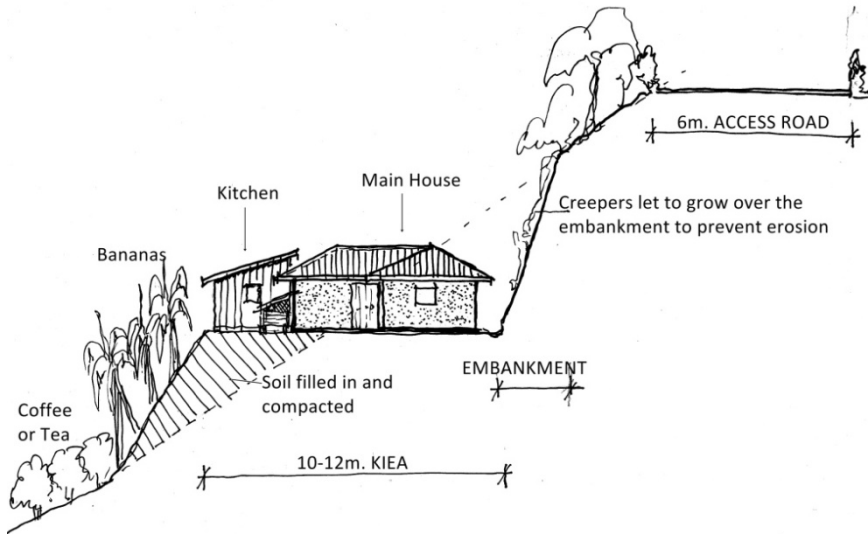 6m. ACCESS ROAD
Main House
Kitchen
Creepers let to grow over the
embankment to prevent erosion
Bananas
EMBANKMENT
Soil filled in and
compacted
Coffee
or Tea
10-12m. KIEA